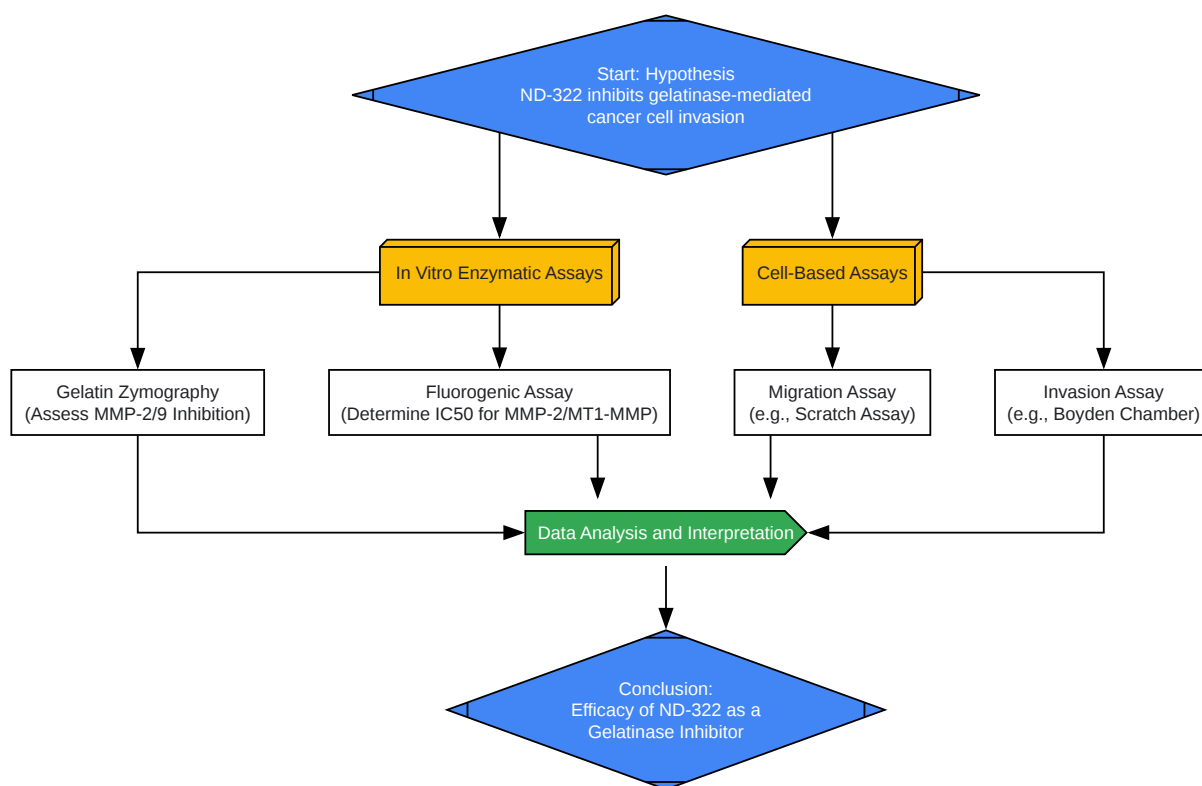 Start: Hypothesis
ND-322 inhibits gelatinase-mediated
cancer cell invasion
In Vitro Enzymatic Assays
Cell-Based Assays
Gelatin Zymography
(Assess MMP-2/9 Inhibition)
Fluorogenic Assay
(Determine IC50 for MMP-2/MT1-MMP)
Migration Assay
(e.g., Scratch Assay)
Invasion Assay
(e.g., Boyden Chamber)
Data Analysis and Interpretation
Conclusion:
Efficacy of ND-322 as a
Gelatinase Inhibitor